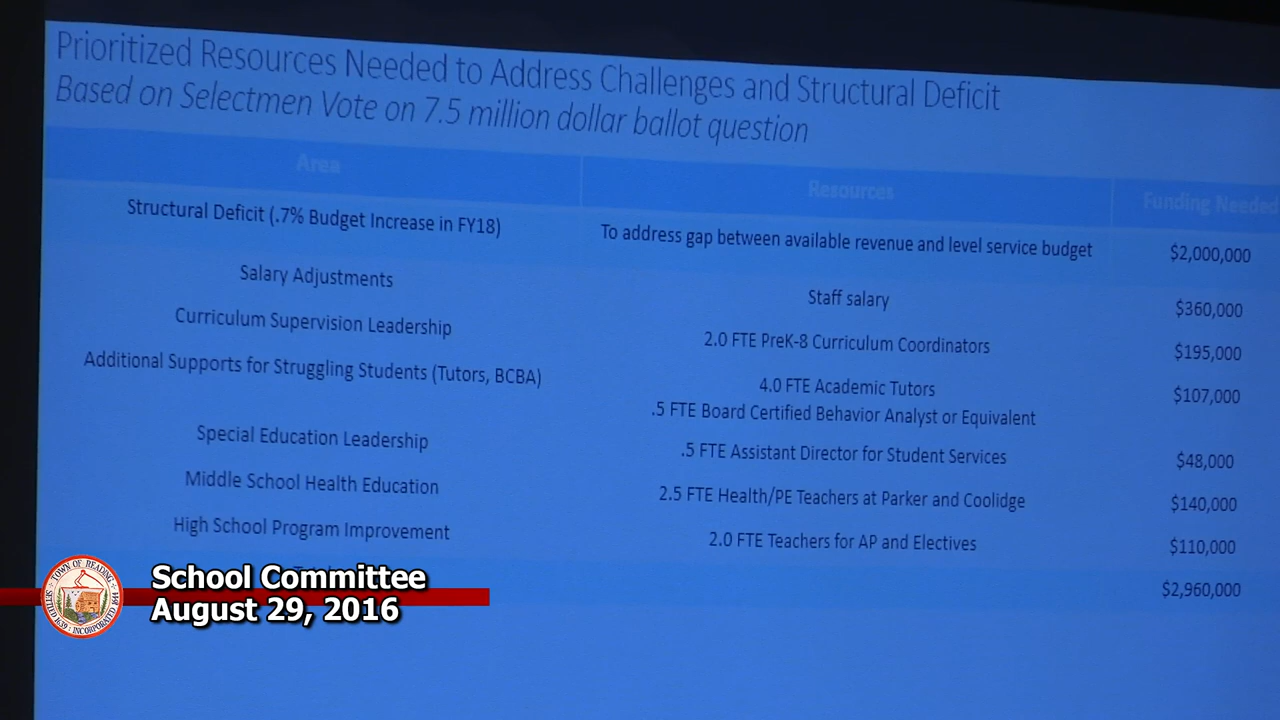 Prioritized Resources Needed to Address Challenges and Structural Deficit
Based on Selectmen Vote on 7.5 million dollar ballot question
Area Resources Funding Needed
Structural Deficit (.7% Budget Increase in FY18) To address gap between available revenue and level service budget $2,000,000
Salary Adjustments Staff salary $360,000
Curriculum Supervision Leadership 2.0 FTE PreK-8 Curriculum Coordinators $195,000
Additional Supports for Struggling Students (Tutors, BCBA) 4.0 FTE Academic Tutors $107,000
.5 FTE Board Certified Behavior Analyst or Equivalent
Special Education Leadership .5 FTE Assistant Director for Student Services $48,000
Middle School Health Education 2.5 FTE Health/PE Teachers at Parker and Coolidge $140,000
High School Program Improvement 2.0 FTE Teachers for AP and Electives $110,000
$2,960,000
School Committee
August 29, 2016
TOWN OF READING
SETTLED 1639 INCORPORATED 1644